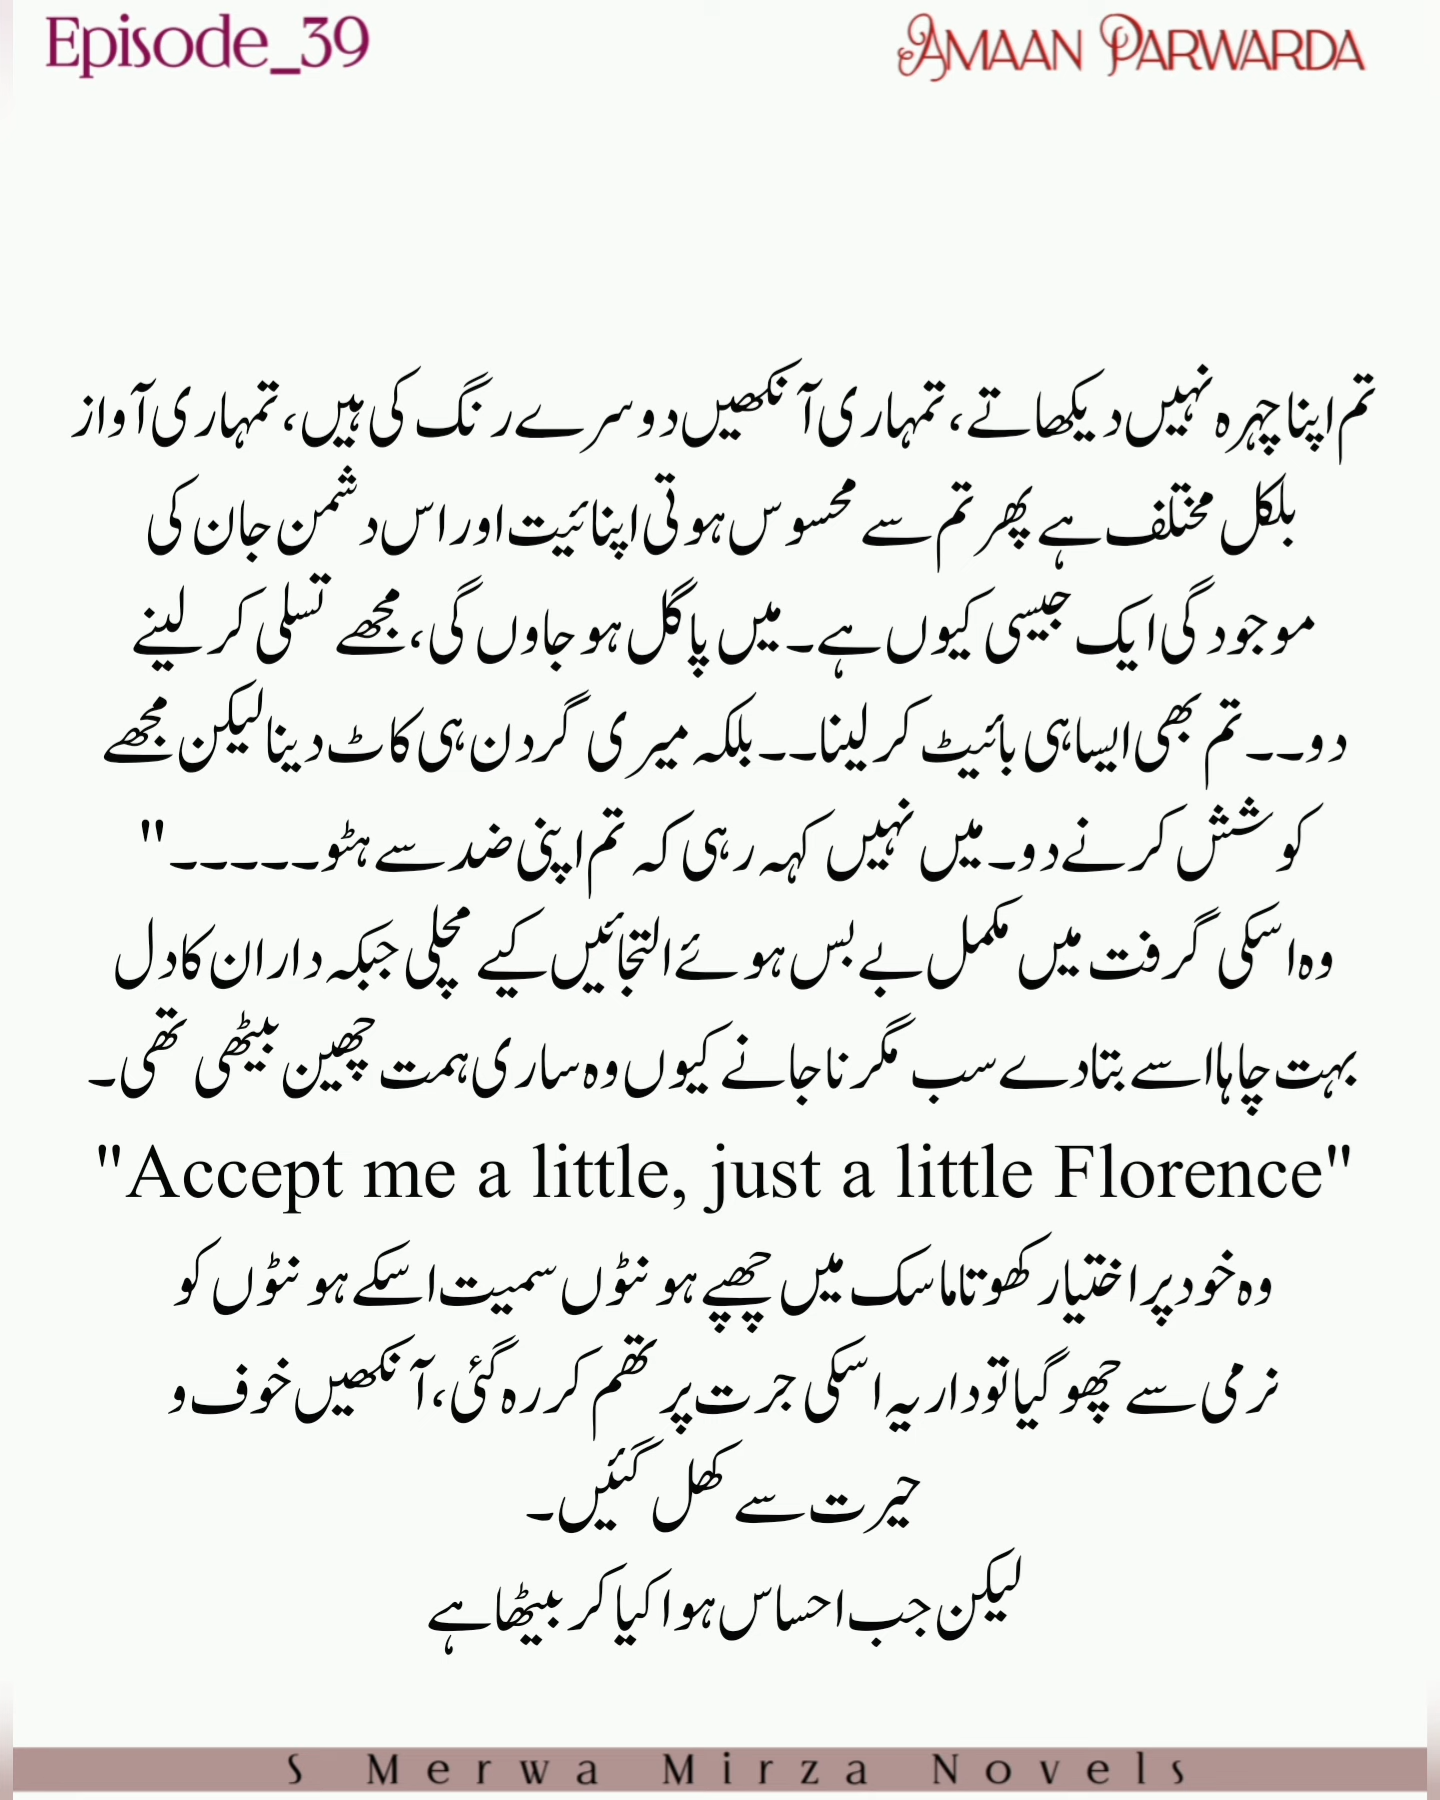 Episode_39
AMAAN PARWARDA
تم اپنا چہرہ نہیں دیکھاتے، تمہاری آنکھیں دوسرے رنگ کی ہیں، تمہاری آواز
بلکل مختلف ہے پھر تم سے محسوس ہوتی اپنائیت اور اس دشمن جان کی
موجودگی ایک جیسی کیوں ہے۔ میں پاگل ہو جاوں گی، مجھے تسلی کر لینے
دو۔۔ تم بھی ایسا ہی بائیٹ کر لینا۔۔ بلکہ میری گردن ہی کاٹ دینا لیکن مجھے
کوشش کرنے دو۔ میں نہیں کہہ رہی کہ تم اپنی ضد سے ہٹو۔۔۔۔۔"
وہ اسکی گرفت میں مکمل بے بس ہوئے التجائیں کیے مچلی جبکہ داران کا دل
بہت چاہا اسے بتا دے سب مگر نا جانے کیوں وہ ساری ہمت چھین بیٹھی تھی۔
"Accept me a little, just a little Florence"
وہ خود پر اختیار کھوتا ماسک میں چھپے ہونٹوں سمیت اسکے ہونٹوں کو
نرمی سے چھو گیا تو داریہ اسکی جرت پر تھم کر رہ گئی، آنکھیں خوف و
حیرت سے کھل گئیں۔
لیکن جب احساس ہوا کیا کر بیٹھا ہے
S Merwa Mirza Novels